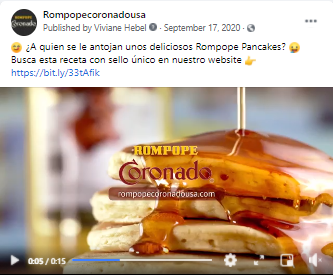 Rompopecoronadousa
Published by Viviane Hebel · September 17, 2020 ·
😋 ¿A quien se le antojan unos deliciosos Rompope Pancakes? 😋
Busca esta receta con sello único en nuestro website 👉
https://bit.ly/33tAfik
ROMPOPE
Coronado
rompopecoronadousa.com
0:05 / 0:15